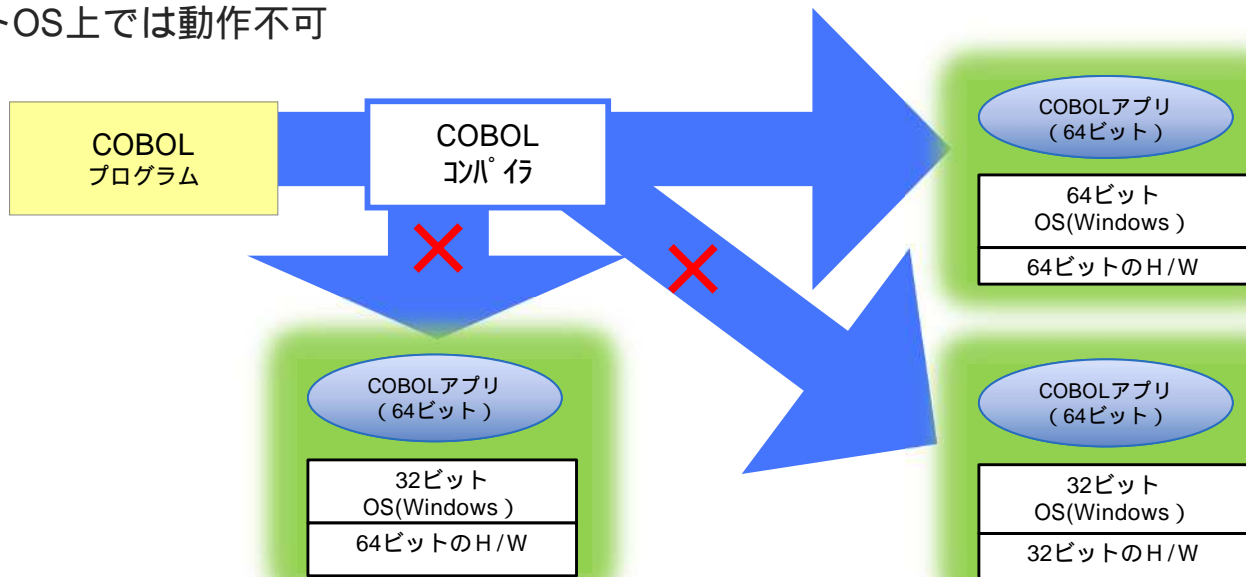 トOS上では動作不可
COBOL
プログラム
COBOL
ｺﾝﾊﾟｲﾗ
COBOLアプリ
（64ビット）
64ビット
OS(Windows）
64ビットのH/W
COBOLアプリ
（64ビット）
32ビット
OS(Windows）
64ビットのH/W
COBOLアプリ
（64ビット）
32ビット
OS(Windows）
32ビットのH/W